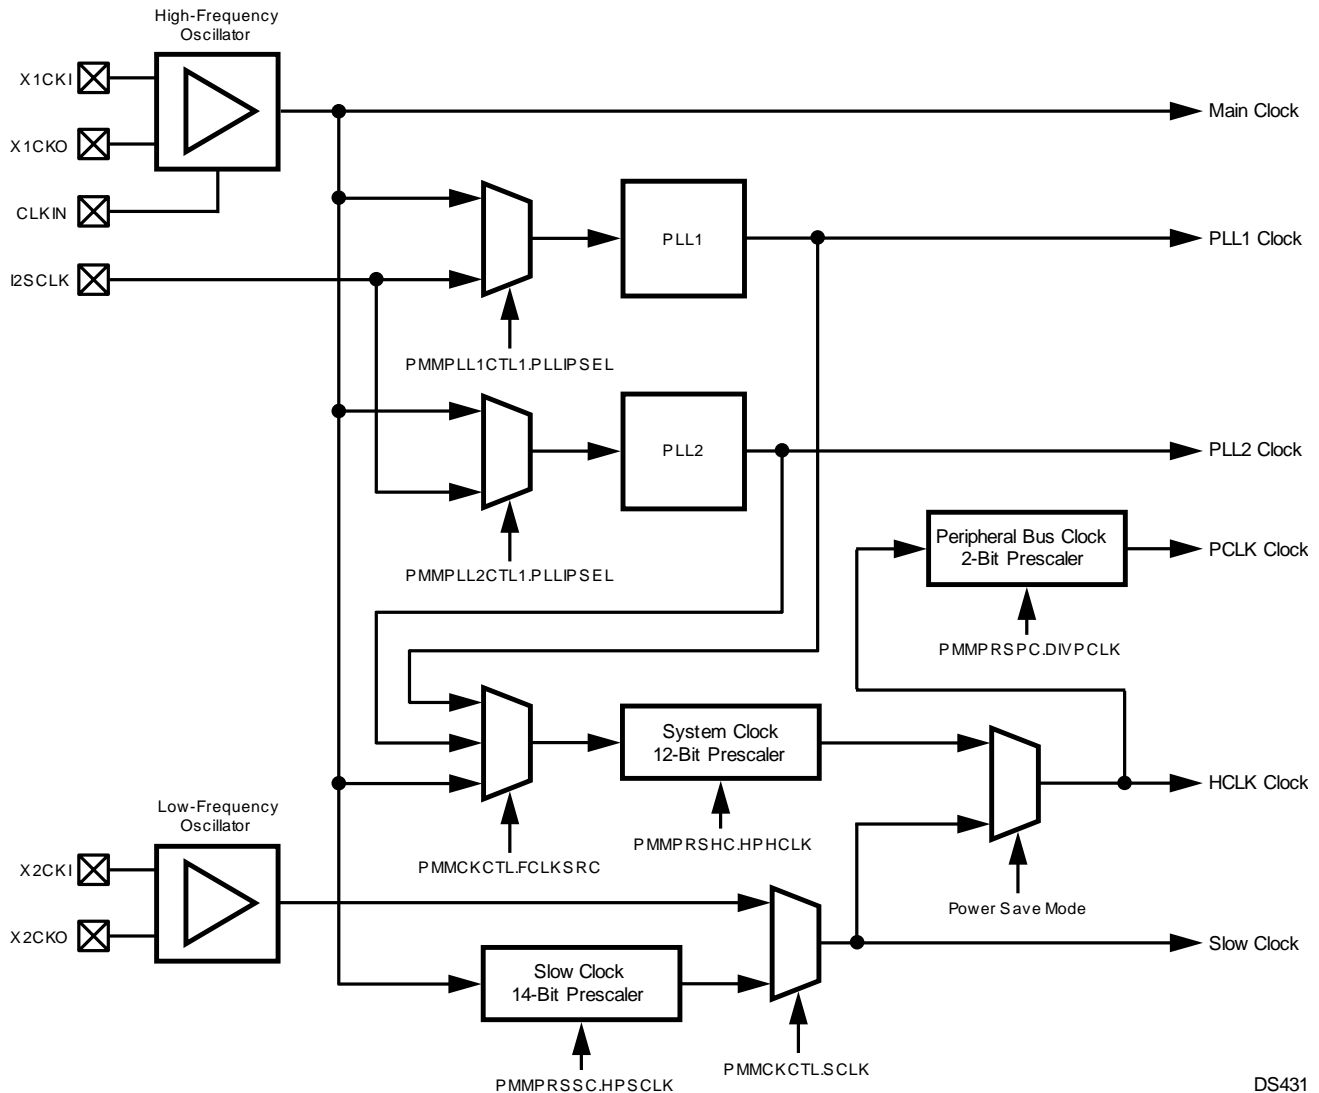 High-Frequency
Oscillator
X1CKI
X1CKO
CLKIN
I2SCLK
Main Clock
PLL1
PLL1 Clock
PMMPLL1CTL1.PLLIPSEL
PLL2
PLL2 Clock
PMMPLL2CTL1.PLLIPSEL
Peripheral Bus Clock
2-Bit Prescaler
PCLK Clock
PMMPRSPC.DIVPCLK
System Clock
12-Bit Prescaler
HCLK Clock
PMMPRSHC.HPHCLK
PMMCKCTL.FCLKSRC
Low-Frequency
Oscillator
X2CKI
X2CKO
Power Save Mode
Slow Clock
Slow Clock
14-Bit Prescaler
PMMCKCTL.SCLK
PMMPRSSC.HPSCLK
DS431